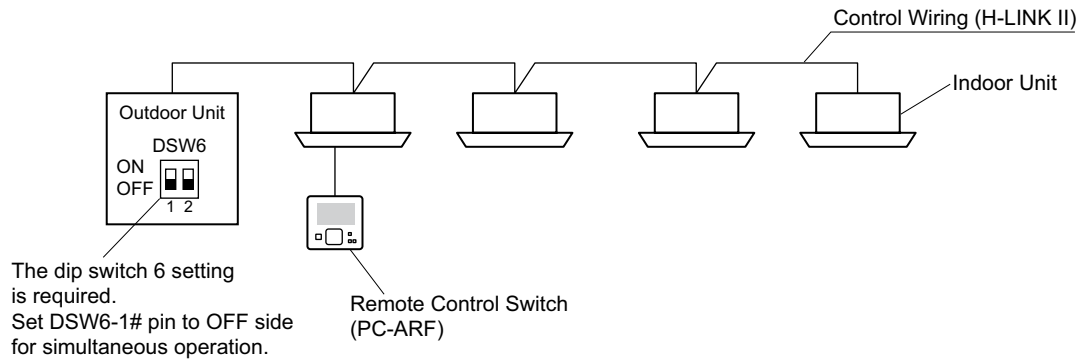 Control Wiring (H-LINK II)
Indoor Unit
Outdoor Unit
DSW6
ON
OFF
1 2
The dip switch 6 setting
is required.
Set DSW6-1# pin to OFF side
for simultaneous operation.
Remote Control Switch
(PC-ARF)